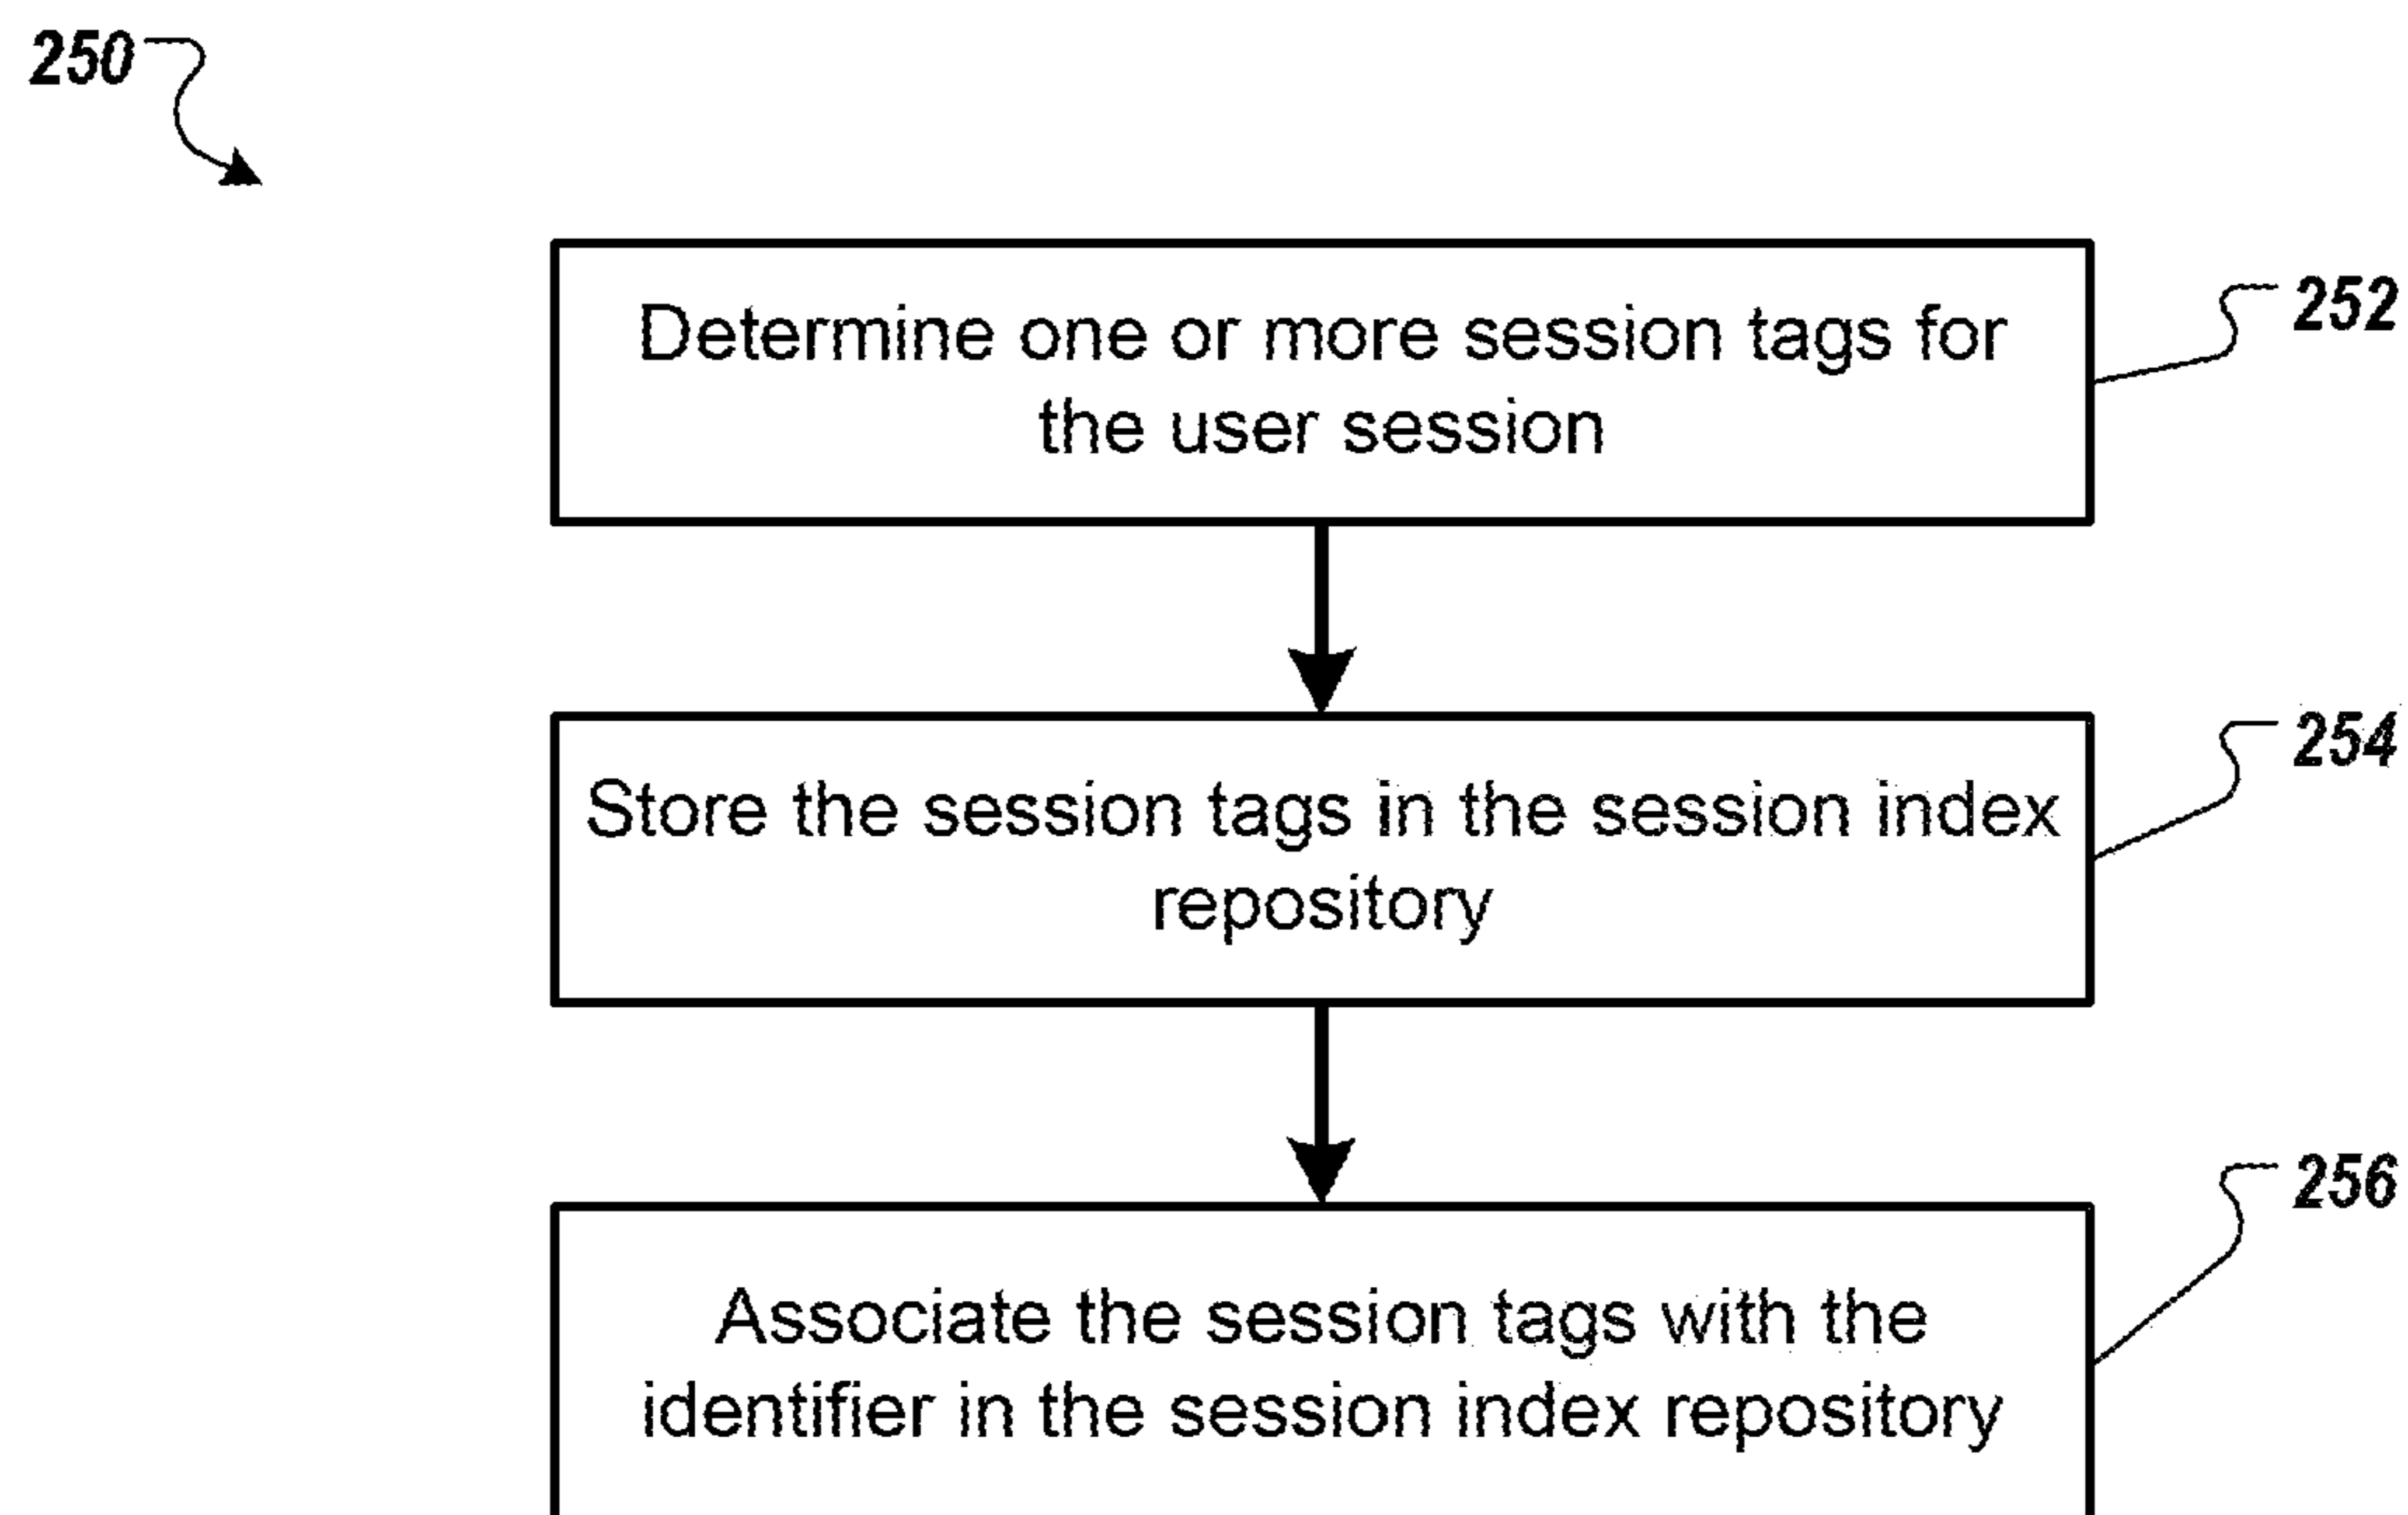 250
Determine one or more session tags for
the user session
252
Store the session tags in the session index
repository
254
Associate the session tags with the
identifier in the session index repository
256